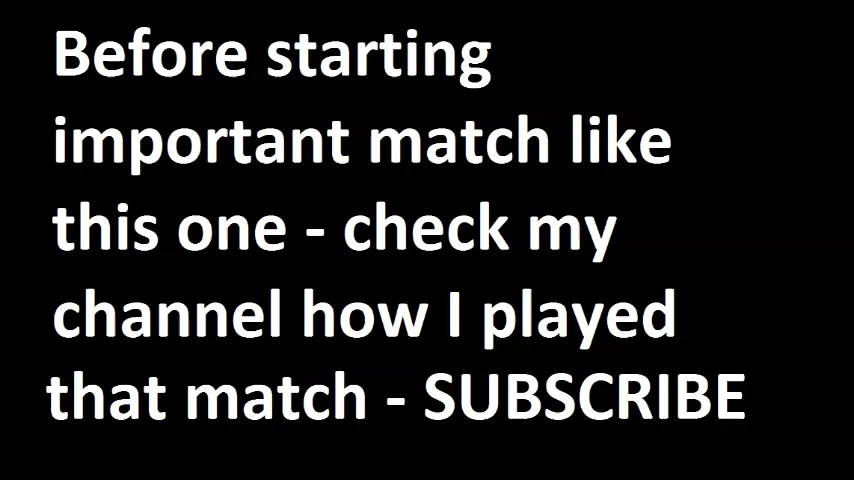 Before starting
important match like
this one - check my
channel how I played
that match - SUBSCRIBE